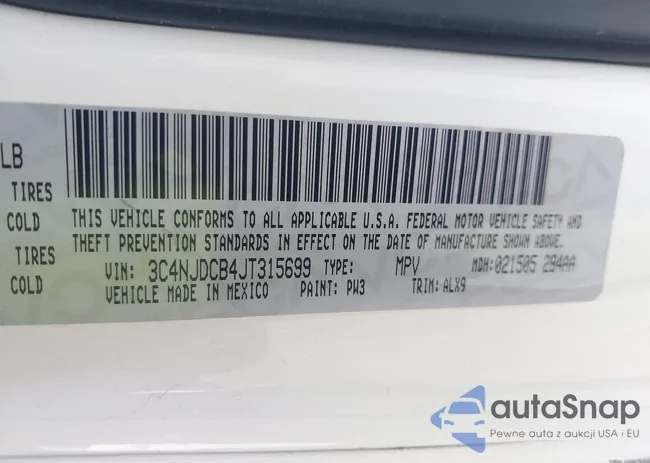 LB
TIRES
COLD
TIRES
COLD
THIS VEHICLE CONFORMS TO ALL APPLICABLE U.S.A. FEDERAL MOTOR VEHICLE SAFETY AND
THEFT PREVENTION STANDARDS IN EFFECT ON THE DATE OF MANUFACTURE SHOWN ABOVE.
VIN: 3C4NJDCB4JT315699 TYPE: MPV MDH:021505 284AA
VEHICLE MADE IN MEXICO PAINT: PW3 TRIM: ALX9
autaSnap
Pewne auta z aukcji USA i EU